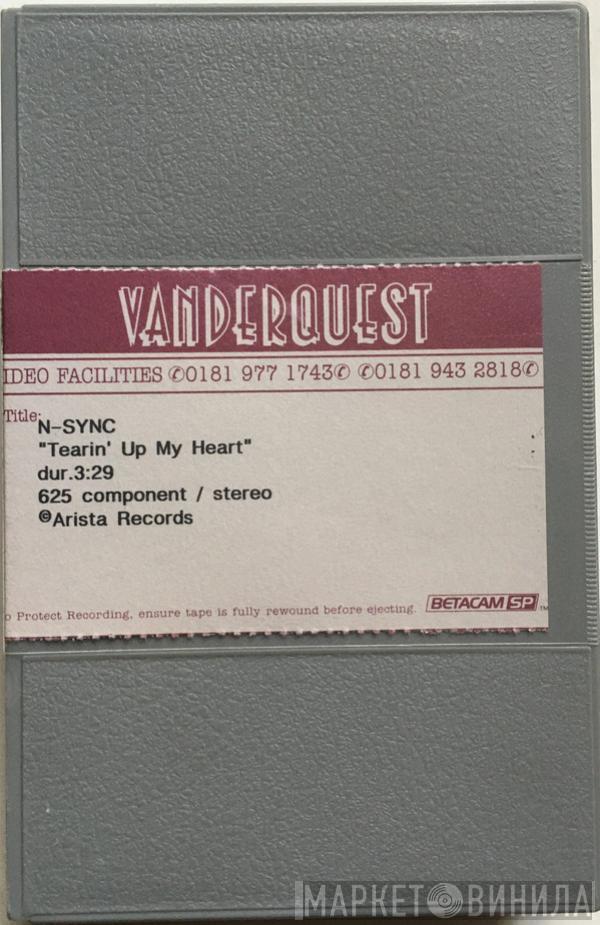 VANDERQUEST
IDEO FACILITIES ✆0181 977 1743✆ ✆0181 943 2818✆
Title:
N-SYNC
"Tearin' Up My Heart"
dur.3:29
625 component / stereo
©Arista Records
o Protect Recording, ensure tape is fully rewound before ejecting.
BETACAM SP ™
МАРКЕТ ВИНИЛА